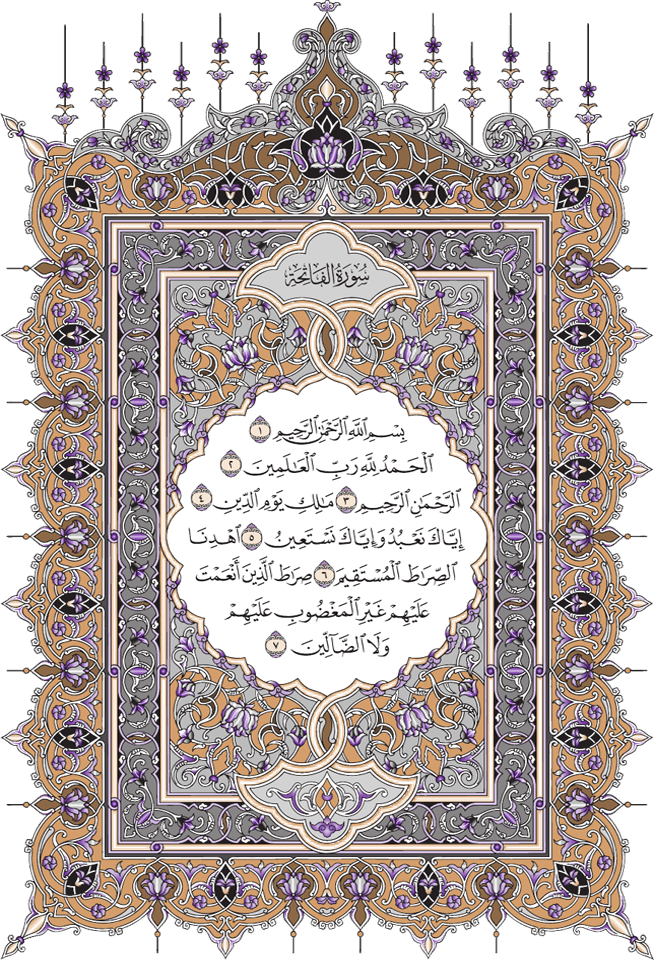 سُورَةُ الفَاتِحَةِ
بِسْمِ ٱللَّهِ ٱلرَّحْمَٰنِ ٱلرَّحِيمِ ١
ٱلْحَمْدُ لِلَّهِ رَبِّ ٱلْعَٰلَمِينَ ٢
ٱلرَّحْمَٰنِ ٱلرَّحِيمِ ٣ مَٰلِكِ يَوْمِ ٱلدِّينِ ٤
إِيَّاكَ نَعْبُدُ وَإِيَّاكَ نَسْتَعِينُ ٥ ٱهْدِنَا
ٱلصِّرَٰطَ ٱلْمُسْتَقِيمَ ٦ صِرَٰطَ ٱلَّذِينَ أَنْعَمْتَ
عَلَيْهِمْ غَيْرِ ٱلْمَغْضُوبِ عَلَيْهِمْ
وَلَا ٱلضَّآلِّينَ ٧